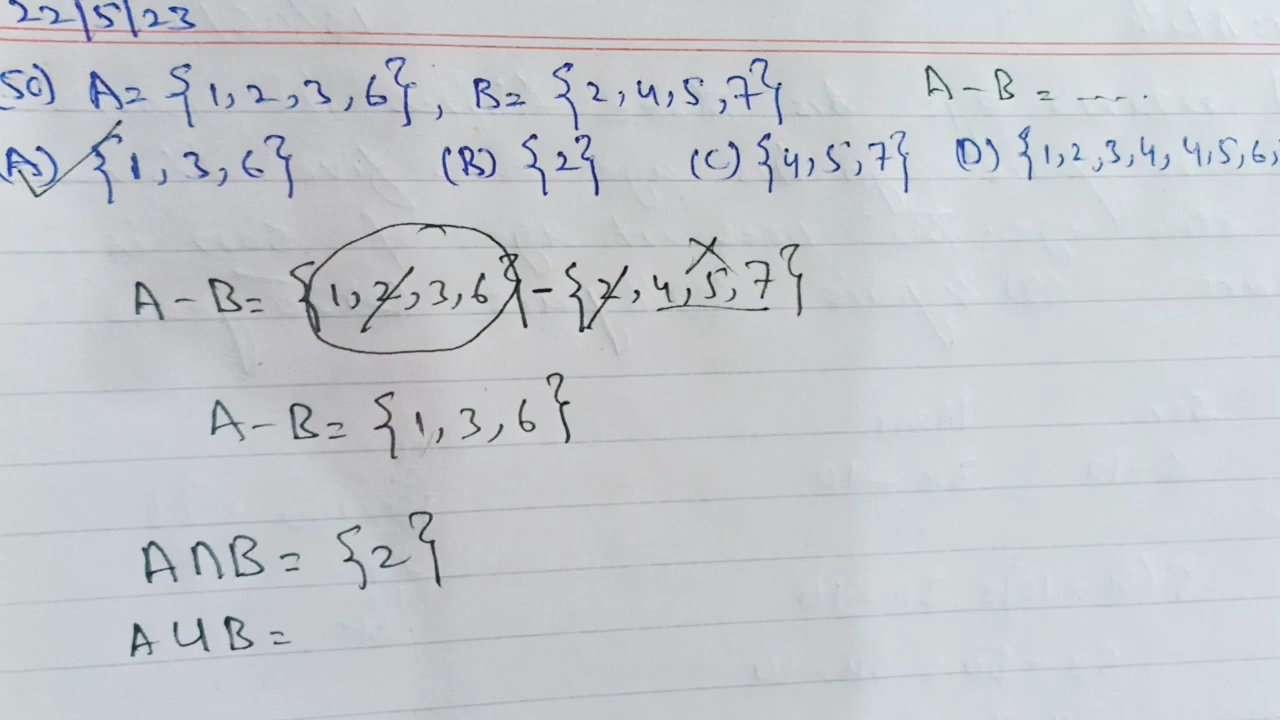 22/5/23
50) A= {1,2,3,6}, B= {2,4,5,7} A-B = ----.
(A) {1,3,6} (B) {2} (C) {4,5,7} (D) {1,2,3,4,4,5,6,
A-B= {1,2,3,6}-{2,4,5,7}
A-B= {1,3,6}
A∩B= {2}
A∪B=